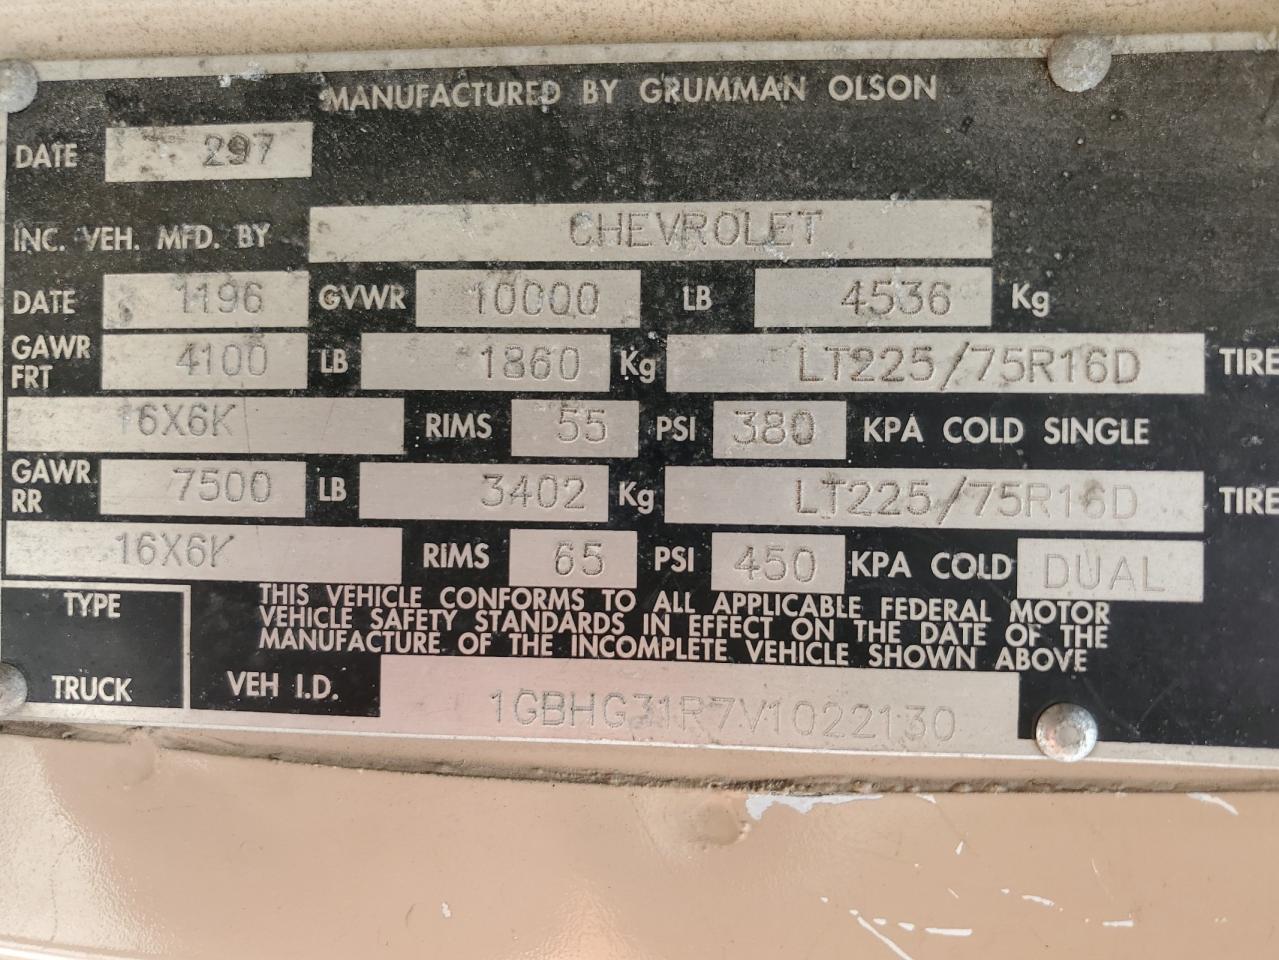 MANUFACTURED BY GRUMMAN OLSON
DATE 297
INC. VEH. MFD. BY CHEVROLET
DATE 1196 GVWR 10000 LB 4536 Kg
GAWR FRT 4100 LB 1860 Kg LT225/75R16D TIRE
16X6K RIMS 55 PSI 380 KPA COLD SINGLE
GAWR RR 7500 LB 3402 Kg LT225/75R16D TIRE
16X6K RIMS 65 PSI 450 KPA COLD DUAL
TYPE
TRUCK
THIS VEHICLE CONFORMS TO ALL APPLICABLE FEDERAL MOTOR
VEHICLE SAFETY STANDARDS IN EFFECT ON THE DATE OF THE
MANUFACTURE OF THE INCOMPLETE VEHICLE SHOWN ABOVE
VEH I.D. 1GBHG31R7V1022130